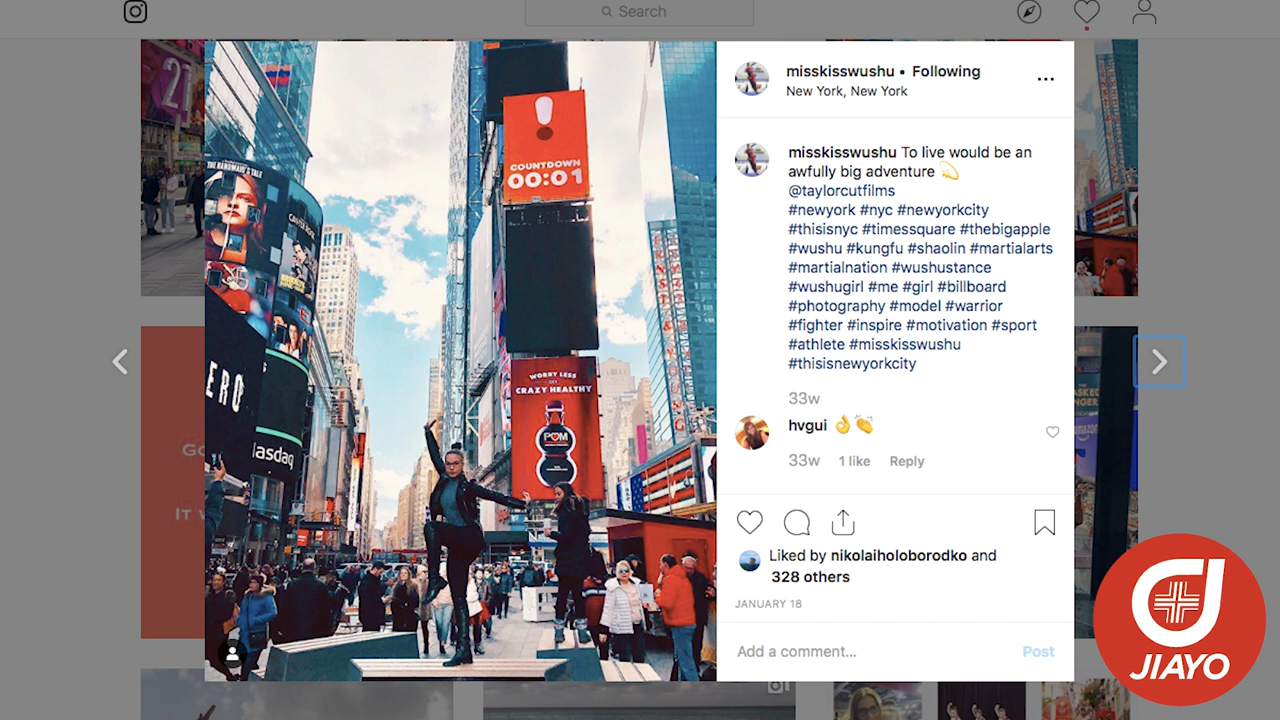 Search
21
THE HANDMAID'S TALE
COUNTDOWN
00:01
WORRY LESS
CRAZY HEALTHY
POM
ERO
Nasdaq
misskisswushu • Following
New York, New York
misskisswushu To live would be an
awfully big adventure 💫
@taylorcutfilms
#newyork #nyc #newyorkcity
#thisisnyc #timessquare #thebigapple
#wushu #kungfu #shaolin #martialarts
#martialnation #wushustance
#wushugirl #me #girl #billboard
#photography #model #warrior
#fighter #inspire #motivation #sport
#athlete #misskisswushu
#thisisnewyorkcity
33w
hvgui 👌👏
33w 1 like Reply
Liked by nikolaiholoborodko and
328 others
JANUARY 18
Add a comment... Post
JIAYO